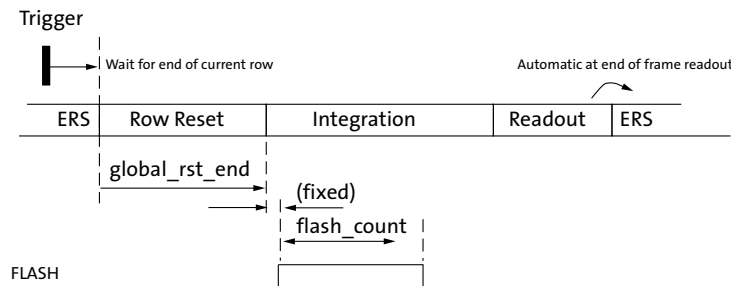 Trigger
Wait for end of current row
Automatic at end of frame readout
ERS Row Reset Integration Readout ERS
global_rst_end
(fixed)
flash_count
FLASH